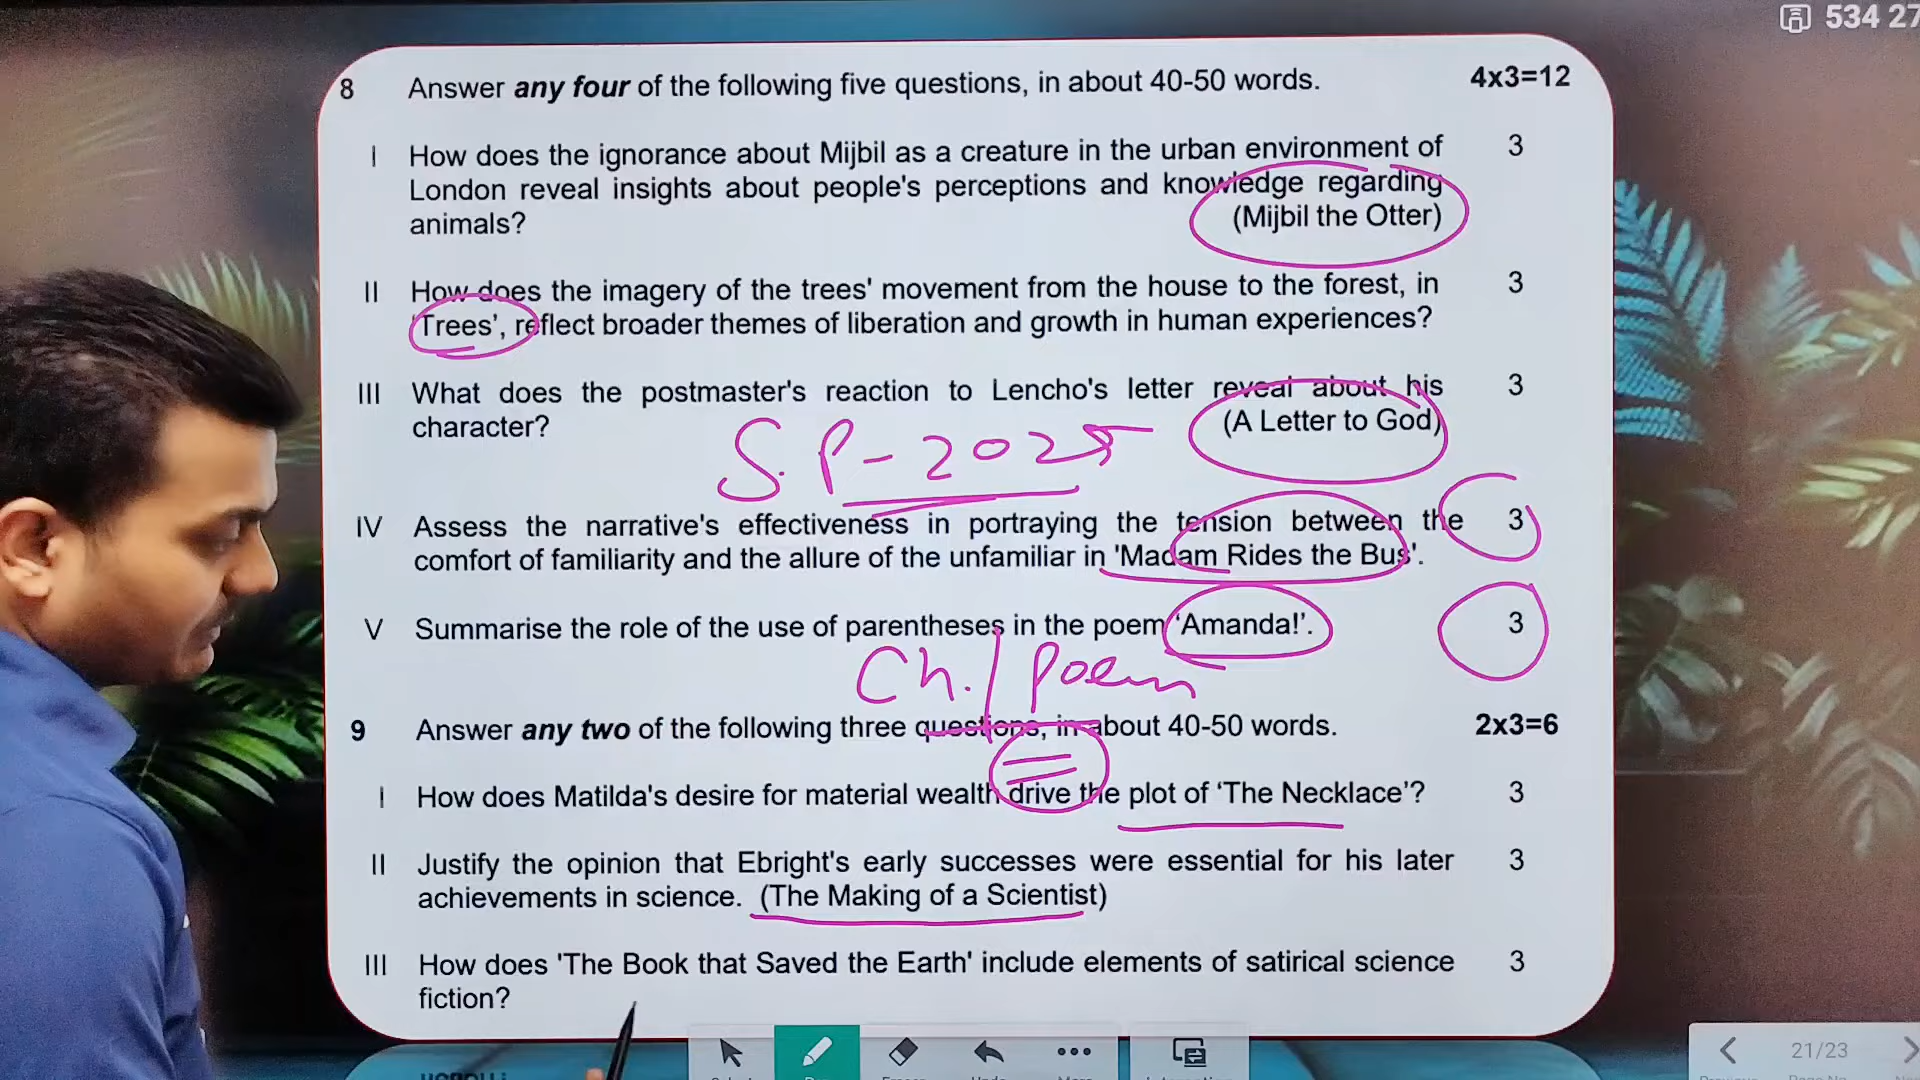 534 27
8 Answer any four of the following five questions, in about 40-50 words. 4x3=12
I How does the ignorance about Mijbil as a creature in the urban environment of 3
London reveal insights about people's perceptions and knowledge regarding
animals? (Mijbil the Otter)
II How does the imagery of the trees' movement from the house to the forest, in 3
'Trees', reflect broader themes of liberation and growth in human experiences?
III What does the postmaster's reaction to Lencho's letter reveal about his 3
character? (A Letter to God)
S.P-2025
IV Assess the narrative's effectiveness in portraying the tension between the 3
comfort of familiarity and the allure of the unfamiliar in 'Madam Rides the Bus'.
V Summarise the role of the use of parentheses in the poem 'Amanda!'. 3
Ch. | Poem
9 Answer any two of the following three questions, in about 40-50 words. 2x3=6
I How does Matilda's desire for material wealth drive the plot of 'The Necklace'? 3
II Justify the opinion that Ebright's early successes were essential for his later 3
achievements in science. (The Making of a Scientist)
III How does 'The Book that Saved the Earth' include elements of satirical science 3
fiction?
21/23